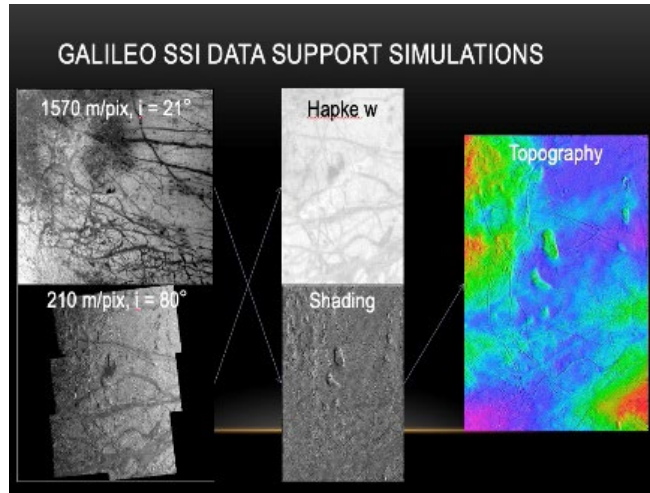 GALILEO SSI DATA SUPPORT SIMULATIONS
1570 m/pix, i = 21°
Hapke w
Topography
210 m/pix, i = 80°
Shading